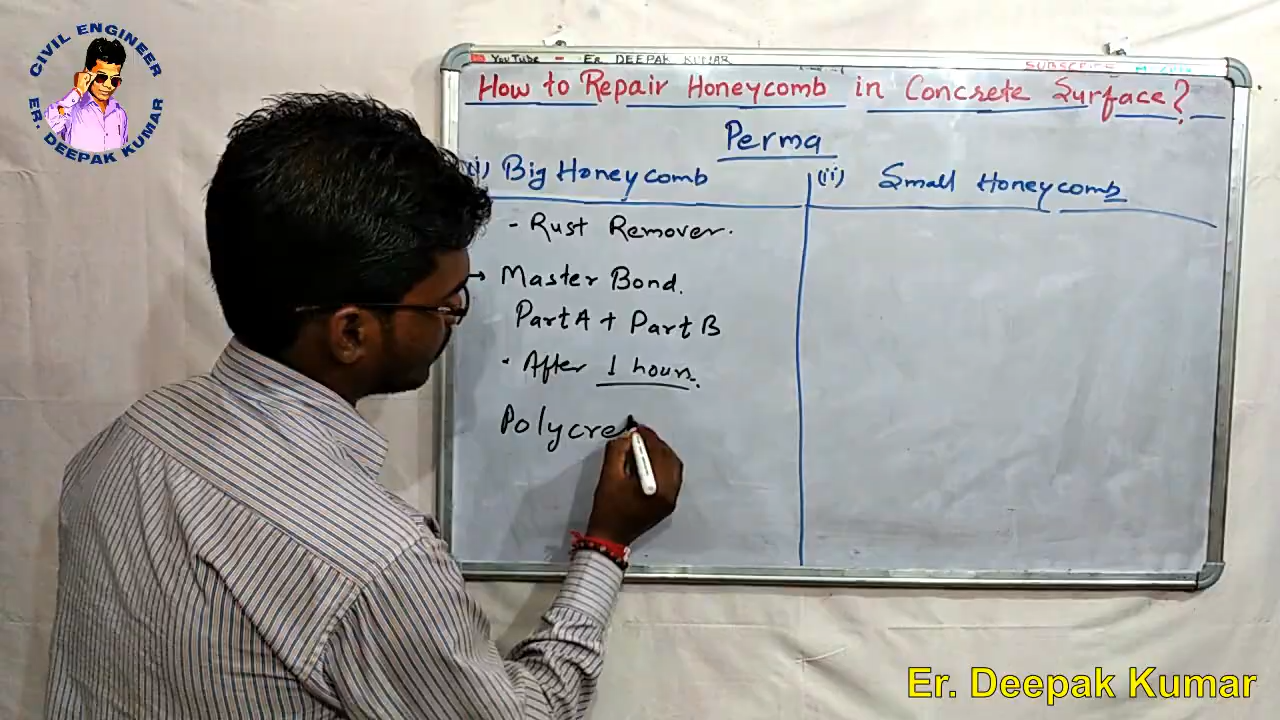 CIVIL ENGINEER
ER. DEEPAK KUMAR
YouTube - ER DEEPAK KUMAR
SUBSCRIBE
How to Repair Honeycomb in Concrete Surface?
Perma
(i) Big Honeycomb
(ii) Small Honeycomb
- Rust Remover.
→ Master Bond.
Part A + Part B
• After 1 hours.
Polycre
Er. Deepak Kumar